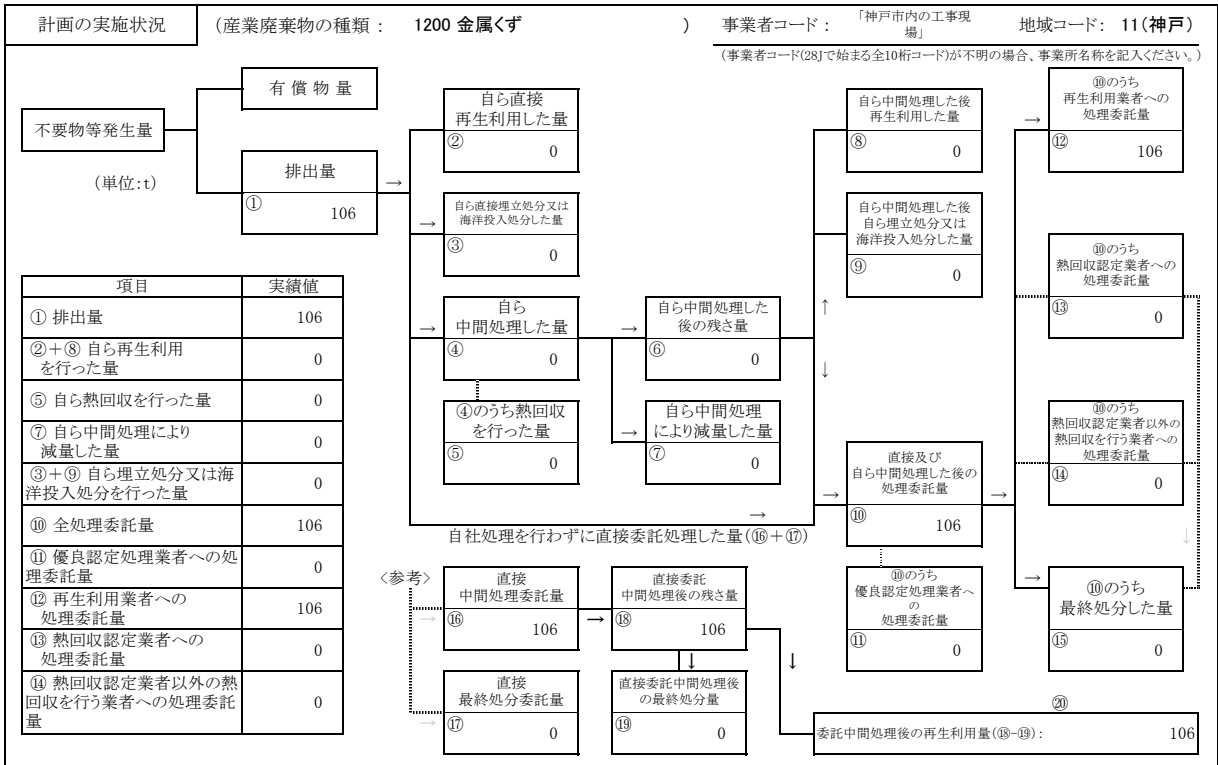 計画の実施状況 (産業廃棄物の種類： 1200 金属くず ) 事業者コード： 「神戸市内の工事現場」 地域コード： 11(神戸)
(事業者コード(28Jで始まる全10桁コード)が不明の場合、事業所名称を記入ください。)
不要物等発生量
(単位:t)
有償物量
排出量
① 106
→
自ら直接
再生利用した量
② 0
→
自ら直接埋立処分又は
海洋投入処分した量
③ 0
→
自ら
中間処理した量
④ 0
④のうち熱回収
を行った量
⑤ 0
→
自ら中間処理した
後の残さ量
⑥ 0
→
自ら中間処理
により減量した量
⑦ 0
自ら中間処理した後
再生利用した量
⑧ 0
自ら中間処理した後
自ら埋立処分又は
海洋投入処分した量
⑨ 0
↑
↓
→
自社処理を行わずに直接委託処理した量(⑯＋⑰)
→
直接及び
自ら中間処理した後の
処理委託量
⑩ 106
→
⑩のうち
優良認定処理業者へ
の
処理委託量
⑪ 0
→
⑩のうち
再生利用業者への
処理委託量
⑫ 106
⑩のうち
熱回収認定業者への
処理委託量
⑬ 0
⑩のうち
熱回収認定業者以外の
熱回収を行う業者への
処理委託量
⑭ 0
↓
→
⑩のうち
最終処分した量
⑮ 0
項目 実績値
① 排出量 106
②＋⑧ 自ら再生利用
を行った量 0
⑤ 自ら熱回収を行った量 0
⑦ 自ら中間処理により
減量した量 0
③＋⑨ 自ら埋立処分又は海
洋投入処分を行った量 0
⑩ 全処理委託量 106
⑪ 優良認定処理業者への処
理委託量 0
⑫ 再生利用業者への
処理委託量 106
⑬ 熱回収認定業者への
処理委託量 0
⑭ 熱回収認定業者以外の熱
回収を行う業者への処理委託
量 0
〈参考〉
→
直接
中間処理委託量
⑯ 106
→
直接委託
中間処理後の残さ量
⑱ 106
→
直接
最終処分委託量
⑰ 0
↓
直接委託中間処理後
の最終処分量
⑲ 0
↓
⑳
委託中間処理後の再生利用量(⑱-⑲)： 106